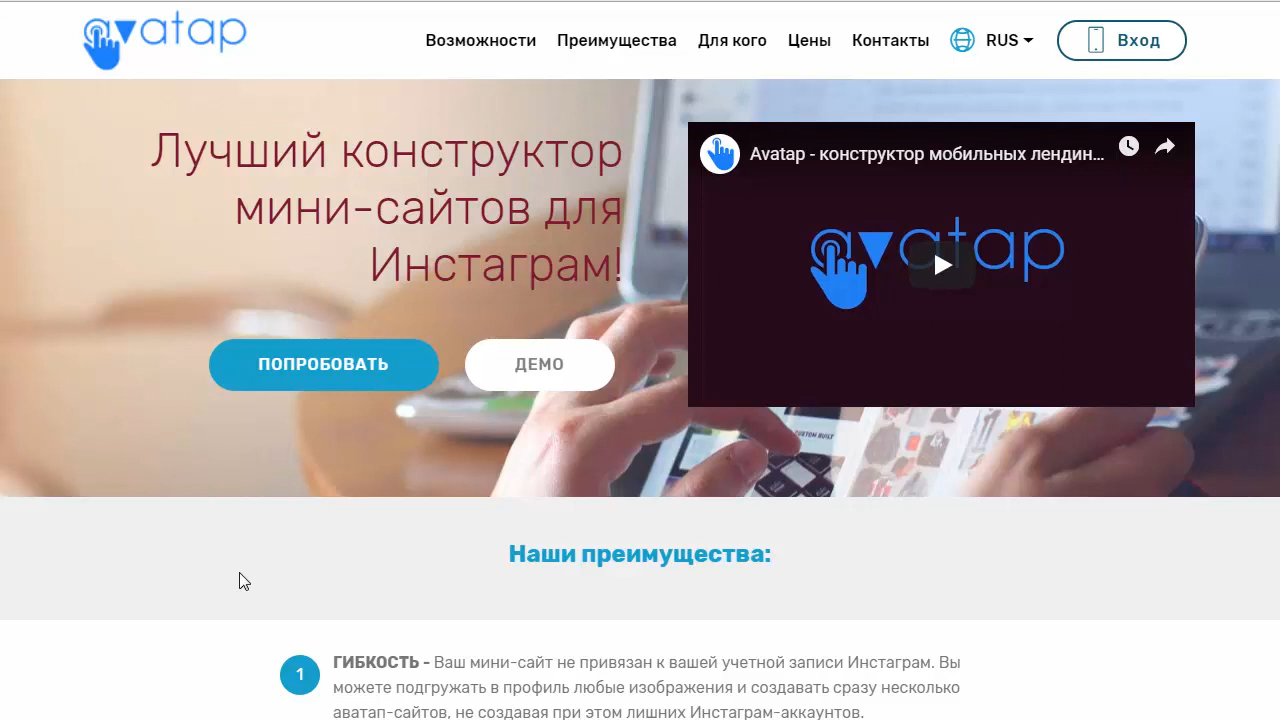 avatap
Возможности Преимущества Для кого Цены Контакты RUS Вход
Лучший конструктор
мини-сайтов для
Инстаграм!
ПОПРОБОВАТЬ ДЕМО
Avatap - конструктор мобильных лендин...
avatap
CUSTOM BUILT
Наши преимущества:
1
ГИБКОСТЬ - Ваш мини-сайт не привязан к вашей учетной записи Инстаграм. Вы
можете подгружать в профиль любые изображения и создавать сразу несколько
аватап-сайтов, не создавая при этом лишних Инстаграм-аккаунтов.